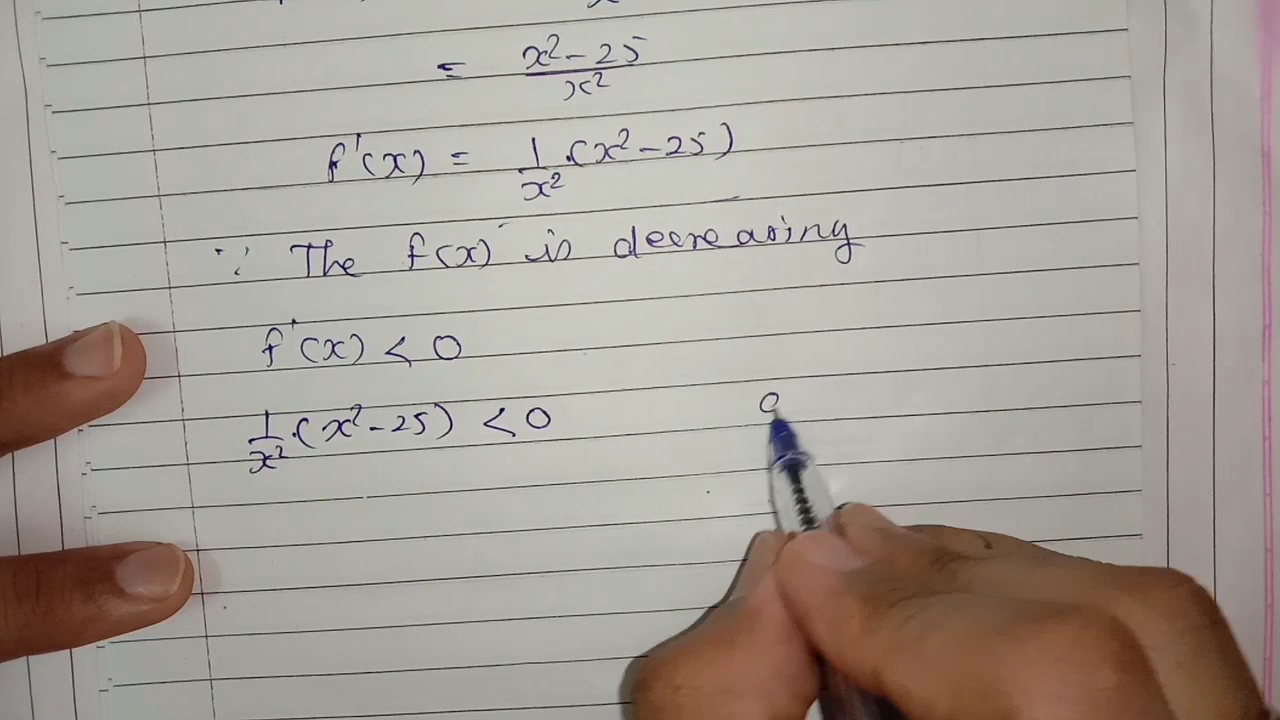 = x² - 25 / x²
f'(x) = 1/x² . (x² - 25)
∵ The f(x) is decreasing
f'(x) < 0
1/x² . (x² - 25) < 0